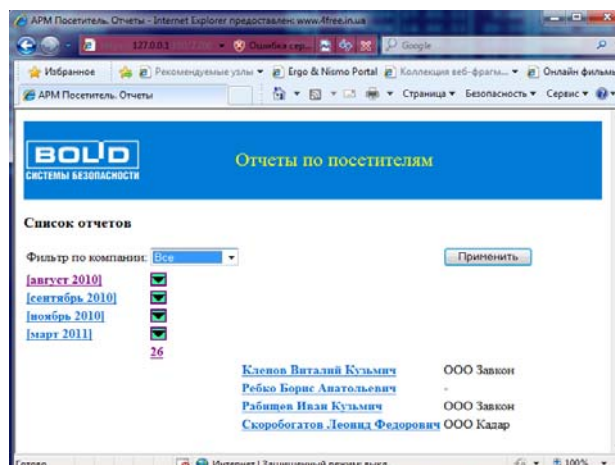 АРМ Посетитель. Отчеты - Internet Explorer предоставлен: www.4free.in.ua
127.0.0.1
Ошибка сер...
Google
Избранное
Рекомендуемые узлы
Ergo & Nismo Portal
Коллекция веб-фрагм...
Онлайн фильмы
АРМ Посетитель. Отчеты
Страница
Безопасность
Сервис
BOLID
СИСТЕМЫ БЕЗОПАСНОСТИ
Отчеты по посетителям
Список отчетов
Фильтр по компании: Все
Применить
[август 2010]
[сентябрь 2010]
[ноябрь 2010]
[март 2011]
26
Кленов Виталий Кузьмич ООО Завкон
Ребко Борис Анатольевич -
Рабищев Иван Кузьмич ООО Завкон
Скоробогатов Леонид Федорович ООО Кадар
Готово
Интернет | Защищенный режим: выкл.
100%